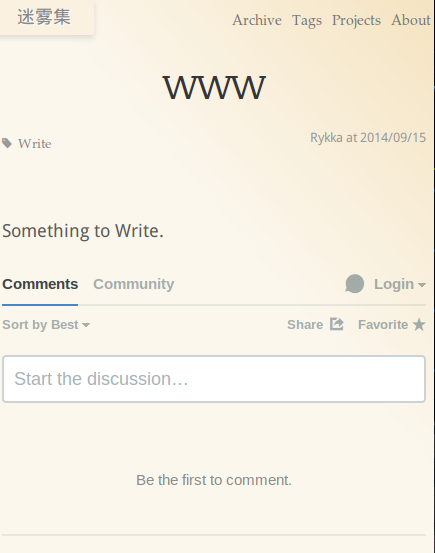 迷雾集
Archive Tags Projects About
WWW
Write
Rykka at 2014/09/15
Something to Write.
Comments Community Login
Sort by Best Share Favorite
Start the discussion…
Be the first to comment.